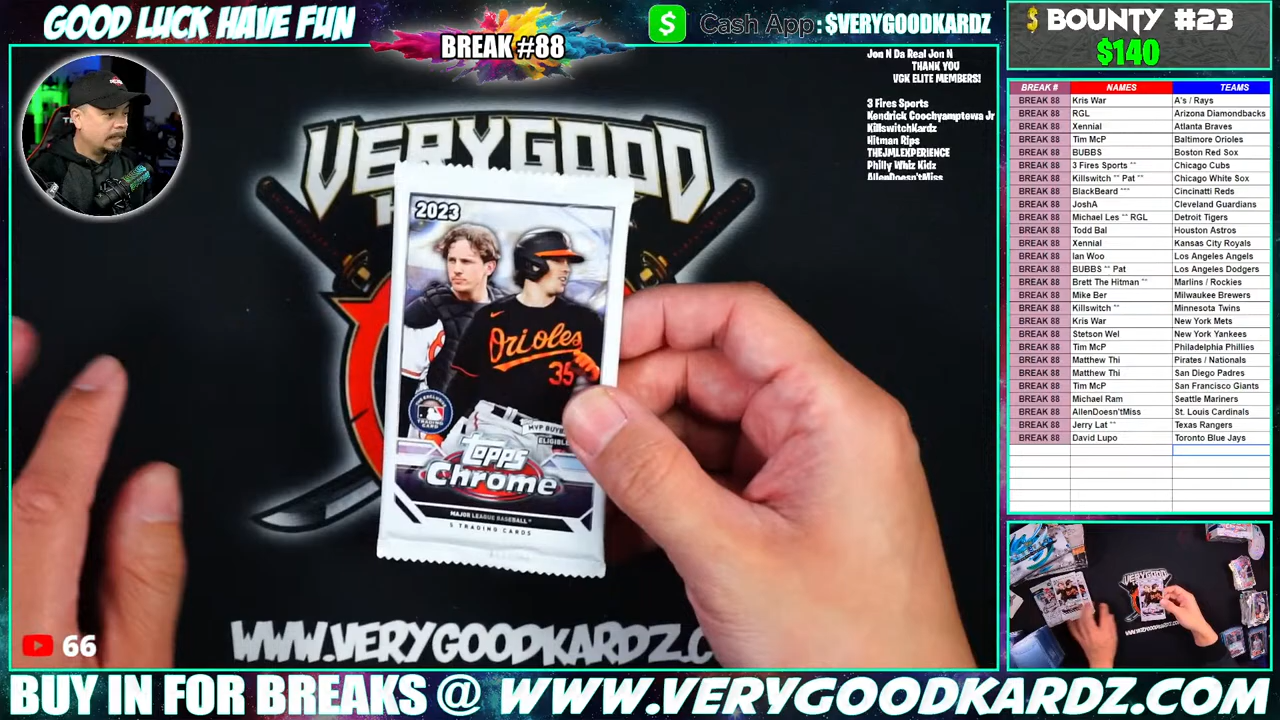 GOOD LUCK HAVE FUN
BREAK #88
Cash App : $VERYGOODKARDZ
$ BOUNTY #23
$140
Jon N Da Real Jon N
THANK YOU
VGK ELITE MEMBERS!
3 Fires Sports
Kendrick Coochyamptewa Jr
KillswitchKardz
Hitman Rips
THEJMLEXPERIENCE
Philly Whiz Kidz
AllenDoesn'tMiss
VERYGOOD
2023
Orioles
35
MVP BUYBACK
ELIGIBLE
Topps
Chrome
MAJOR LEAGUE BASEBALL
5 TRADING CARDS
WWW.VERYGOODKARDZ.C
66
BREAK # NAMES TEAMS
BREAK 88 Kris War A's / Rays
BREAK 88 RGL Arizona Diamondbacks
BREAK 88 Xennial Atlanta Braves
BREAK 88 Tim McP Baltimore Orioles
BREAK 88 BUBBS Boston Red Sox
BREAK 88 3 Fires Sports ** Chicago Cubs
BREAK 88 Killswitch ** Pat ** Chicago White Sox
BREAK 88 BlackBeard *** Cincinatti Reds
BREAK 88 JoshA Cleveland Guardians
BREAK 88 Michael Les ** RGL Detroit Tigers
BREAK 88 Todd Bal Houston Astros
BREAK 88 Xennial Kansas City Royals
BREAK 88 Ian Woo Los Angeles Angels
BREAK 88 BUBBS ** Pat Los Angeles Dodgers
BREAK 88 Brett The Hitman ** Marlins / Rockies
BREAK 88 Mike Ber Milwaukee Brewers
BREAK 88 Killswitch ** Minnesota Twins
BREAK 88 Kris War New York Mets
BREAK 88 Stetson Wel New York Yankees
BREAK 88 Tim McP Philadelphia Phillies
BREAK 88 Matthew Thi Pirates / Nationals
BREAK 88 Matthew Thi San Diego Padres
BREAK 88 Tim McP San Francisco Giants
BREAK 88 Michael Ram Seattle Mariners
BREAK 88 AllenDoesn'tMiss St. Louis Cardinals
BREAK 88 Jerry Lat ** Texas Rangers
BREAK 88 David Lupo Toronto Blue Jays
VERYGOOD
BUY IN FOR BREAKS @ WWW.VERYGOODKARDZ.COM